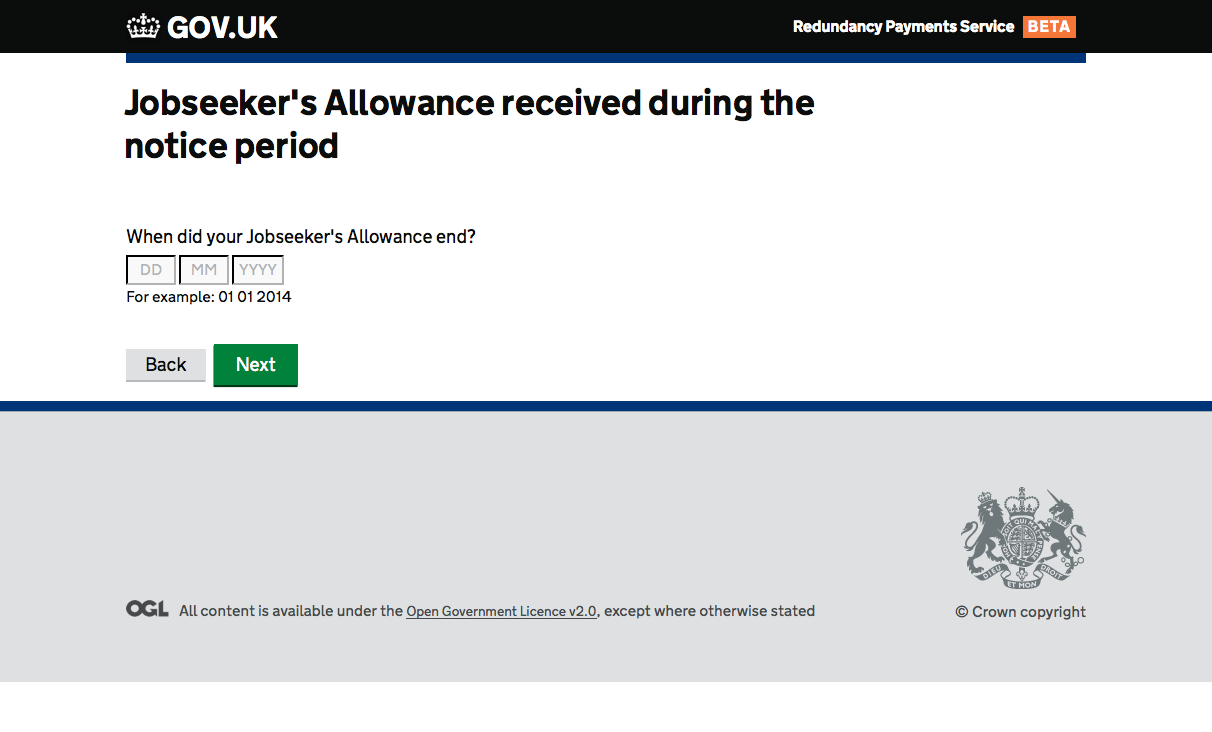 GOV.UK
Redundancy Payments Service BETA
Jobseeker's Allowance received during the
notice period
When did your Jobseeker's Allowance end?
DD MM YYYY
For example: 01 01 2014
Back Next
DIEU ET MON DROIT
OGL All content is available under the Open Government Licence v2.0, except where otherwise stated
© Crown copyright